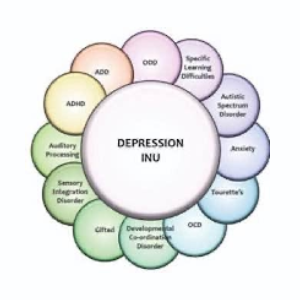 DEPRESSION
INU
ODD
Specific
Learning
Difficulties
Autistic
Spectrum
Disorder
Anxiety
Tourette's
OCD
Developmental
Co-ordination
Disorder
Gifted
Sensory
Integration
Disorder
Auditory
Processing
ADHD
ADD